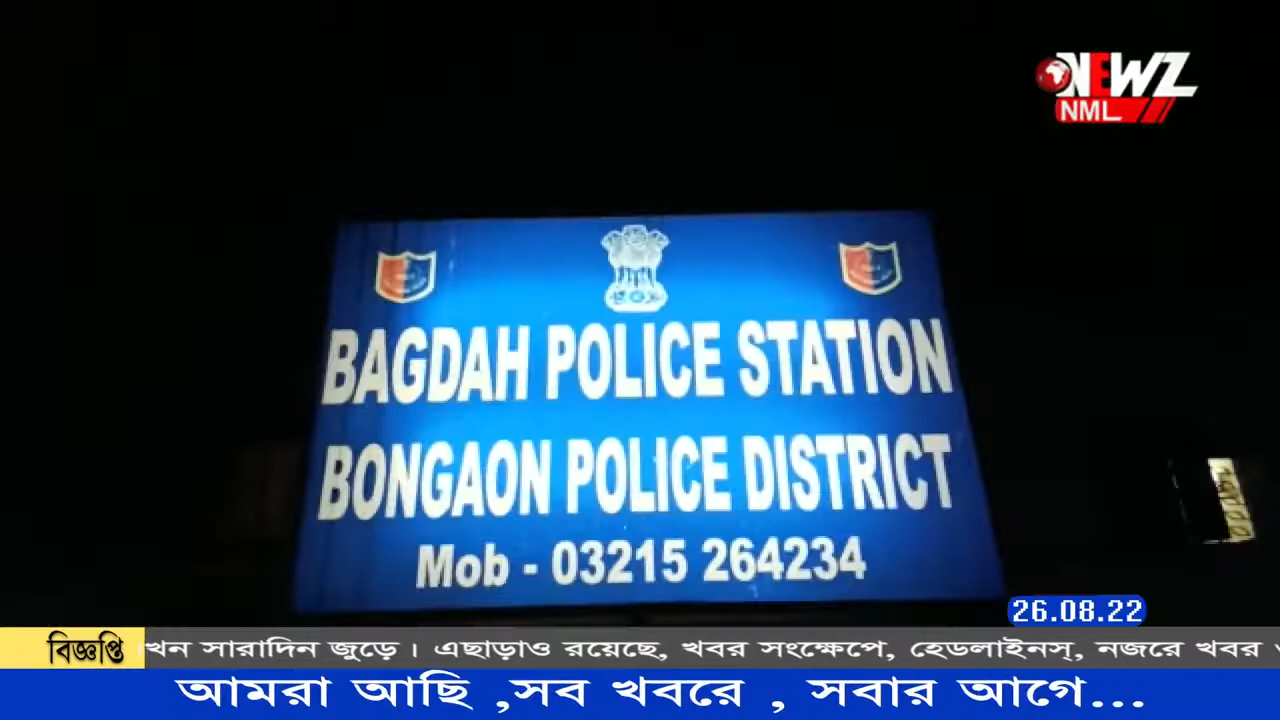 NEWZ
NML
BAGDAH POLICE STATION
BONGAON POLICE DISTRICT
Mob - 03215 264234
26.08.22
বিজ্ঞপ্তি
খন সারাদিন জুড়ে। এছাড়াও রয়েছে, খবর সংক্ষেপে, হেডলাইনস্, নজরে খবর
আমরা আছি ,সব খবরে , সবার আগে...